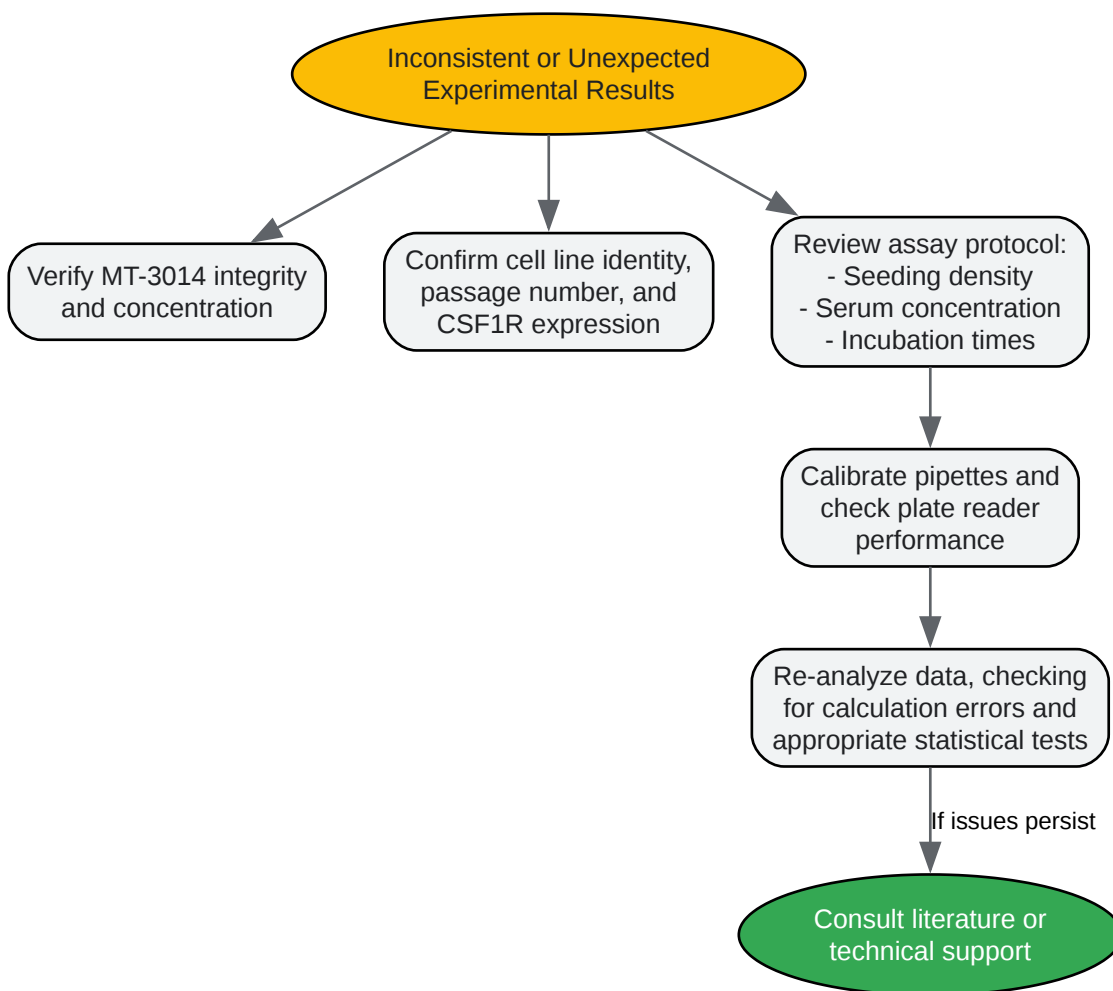 Inconsistent or Unexpected
Experimental Results
Verify MT-3014 integrity
and concentration
Confirm cell line identity,
passage number, and
CSF1R expression
Review assay protocol:
- Seeding density
- Serum concentration
- Incubation times
Calibrate pipettes and
check plate reader
performance
Re-analyze data, checking
for calculation errors and
appropriate statistical tests
If issues persist
Consult literature or
technical support